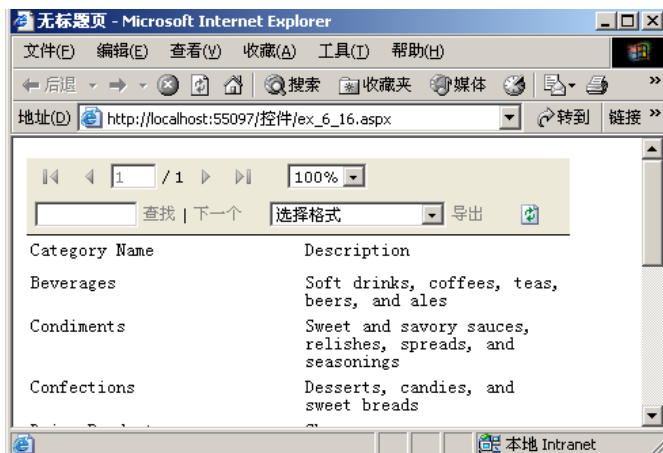 无标题页 - Microsoft Internet Explorer
文件(F) 编辑(E) 查看(V) 收藏(A) 工具(T) 帮助(H)
后退 搜索 收藏夹 媒体 »
地址(D) http://localhost:55097/控件/ex_6_16.aspx 转到 链接 »
1 / 1 100%
查找 | 下一个 选择格式 导出
Category Name Description
Beverages Soft drinks, coffees, teas,
beers, and ales
Condiments Sweet and savory sauces,
relishes, spreads, and
seasonings
Confections Desserts, candies, and
sweet breads
本地 Intranet